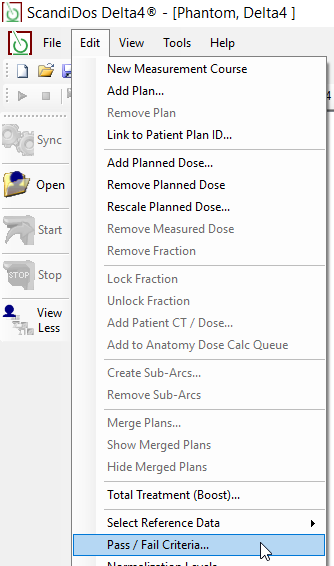 ScandiDos Delta4® - [Phantom, Delta4 ]
File Edit View Tools Help
New Measurement Course
Add Plan...
Remove Plan
Link to Patient Plan ID...
Add Planned Dose...
Remove Planned Dose
Rescale Planned Dose...
Remove Measured Dose
Remove Fraction
Lock Fraction
Unlock Fraction
Add Patient CT / Dose...
Add to Anatomy Dose Calc Queue
Create Sub-Arcs...
Remove Sub-Arcs
Merge Plans...
Show Merged Plans
Hide Merged Plans
Total Treatment (Boost)...
Select Reference Data
Pass / Fail Criteria...
Normalization Levels
Sync
Open
Start
STOP
Stop
View
Less
4